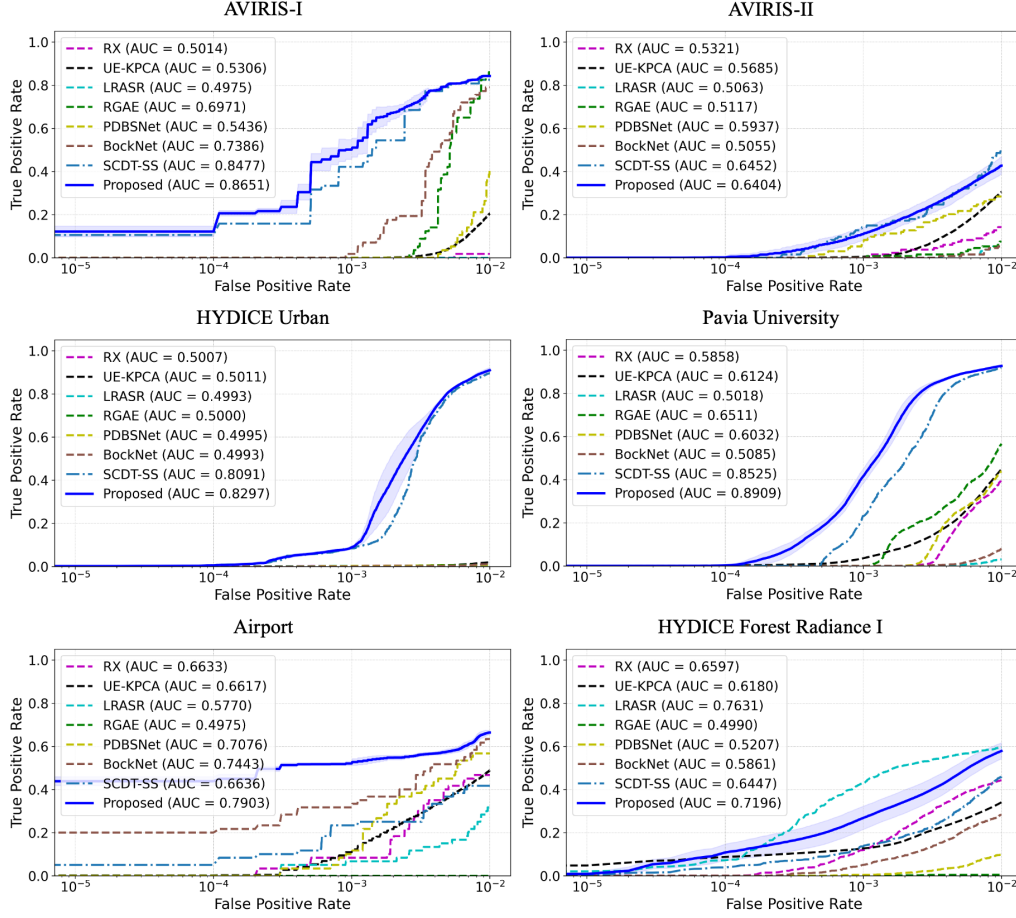 AVIRIS-I
1.0
0.8
0.6
0.4
0.2
0.0
True Positive Rate
RX (AUC = 0.5014)
UE-KPCA (AUC = 0.5306)
LRASR (AUC = 0.4975)
RGAE (AUC = 0.6971)
PDBSNet (AUC = 0.5436)
BockNet (AUC = 0.7386)
SCDT-SS (AUC = 0.8477)
Proposed (AUC = 0.8651)
10⁻⁵ 10⁻⁴ 10⁻³ 10⁻²
False Positive Rate
AVIRIS-II
1.0
0.8
0.6
0.4
0.2
0.0
True Positive Rate
RX (AUC = 0.5321)
UE-KPCA (AUC = 0.5685)
LRASR (AUC = 0.5063)
RGAE (AUC = 0.5117)
PDBSNet (AUC = 0.5937)
BockNet (AUC = 0.5055)
SCDT-SS (AUC = 0.6452)
Proposed (AUC = 0.6404)
10⁻⁵ 10⁻⁴ 10⁻³ 10⁻²
False Positive Rate
HYDICE Urban
1.0
0.8
0.6
0.4
0.2
0.0
True Positive Rate
RX (AUC = 0.5007)
UE-KPCA (AUC = 0.5011)
LRASR (AUC = 0.4993)
RGAE (AUC = 0.5000)
PDBSNet (AUC = 0.4995)
BockNet (AUC = 0.4993)
SCDT-SS (AUC = 0.8091)
Proposed (AUC = 0.8297)
10⁻⁵ 10⁻⁴ 10⁻³ 10⁻²
False Positive Rate
Pavia University
1.0
0.8
0.6
0.4
0.2
0.0
True Positive Rate
RX (AUC = 0.5858)
UE-KPCA (AUC = 0.6124)
LRASR (AUC = 0.5018)
RGAE (AUC = 0.6511)
PDBSNet (AUC = 0.6032)
BockNet (AUC = 0.5085)
SCDT-SS (AUC = 0.8525)
Proposed (AUC = 0.8909)
10⁻⁵ 10⁻⁴ 10⁻³ 10⁻²
False Positive Rate
Airport
1.0
0.8
0.6
0.4
0.2
0.0
True Positive Rate
RX (AUC = 0.6633)
UE-KPCA (AUC = 0.6617)
LRASR (AUC = 0.5770)
RGAE (AUC = 0.4975)
PDBSNet (AUC = 0.7076)
BockNet (AUC = 0.7443)
SCDT-SS (AUC = 0.6636)
Proposed (AUC = 0.7903)
10⁻⁵ 10⁻⁴ 10⁻³ 10⁻²
False Positive Rate
HYDICE Forest Radiance I
1.0
0.8
0.6
0.4
0.2
0.0
True Positive Rate
RX (AUC = 0.6597)
UE-KPCA (AUC = 0.6180)
LRASR (AUC = 0.7631)
RGAE (AUC = 0.4990)
PDBSNet (AUC = 0.5207)
BockNet (AUC = 0.5861)
SCDT-SS (AUC = 0.6447)
Proposed (AUC = 0.7196)
10⁻⁵ 10⁻⁴ 10⁻³ 10⁻²
False Positive Rate